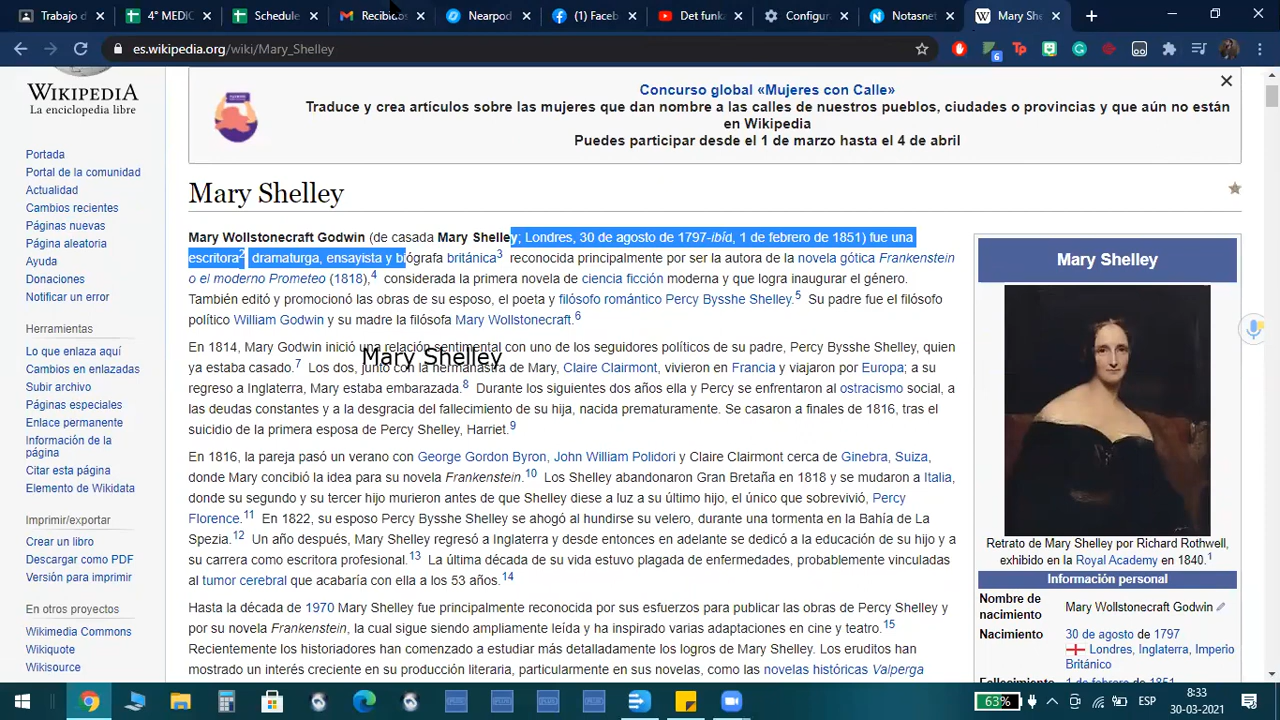 Trabajo d
4° MEDIC
Schedule
Recibidos
Nearpod
(1) Faceb
Det funka
Configura
Notasnet
Mary She
es.wikipedia.org/wiki/Mary_Shelley
6
WIKIPEDIA
La enciclopedia libre
Portada
Portal de la comunidad
Actualidad
Cambios recientes
Páginas nuevas
Página aleatoria
Ayuda
Donaciones
Notificar un error
Herramientas
Lo que enlaza aquí
Cambios en enlazadas
Subir archivo
Páginas especiales
Enlace permanente
Información de la
página
Citar esta página
Elemento de Wikidata
Imprimir/exportar
Crear un libro
Descargar como PDF
Versión para imprimir
En otros proyectos
Wikimedia Commons
Wikiquote
Wikisource
Concurso global «Mujeres con Calle»
Traduce y crea artículos sobre las mujeres que dan nombre a las calles de nuestros pueblos, ciudades o provincias y que aún no están
en Wikipedia
Puedes participar desde el 1 de marzo hasta el 4 de abril
Mary Shelley
Mary Wollstonecraft Godwin (de casada Mary Shelley; Londres, 30 de agosto de 1797-ibíd, 1 de febrero de 1851) fue una
escritora2 dramaturga, ensayista y biógrafa británica3 reconocida principalmente por ser la autora de la novela gótica Frankenstein
o el moderno Prometeo (1818),4 considerada la primera novela de ciencia ficción moderna y que logra inaugurar el género.
También editó y promocionó las obras de su esposo, el poeta y filósofo romántico Percy Bysshe Shelley.5 Su padre fue el filósofo
político William Godwin y su madre la filósofa Mary Wollstonecraft.6
En 1814, Mary Godwin inició una relación sentimental con uno de los seguidores políticos de su padre, Percy Bysshe Shelley, quien
ya estaba casado.7 Los dos, junto con la hermanastra de Mary, Claire Clairmont, vivieron en Francia y viajaron por Europa; a su
regreso a Inglaterra, Mary estaba embarazada.8 Durante los siguientes dos años ella y Percy se enfrentaron al ostracismo social, a
las deudas constantes y a la desgracia del fallecimiento de su hija, nacida prematuramente. Se casaron a finales de 1816, tras el
suicidio de la primera esposa de Percy Shelley, Harriet.9
Mary Shelley
En 1816, la pareja pasó un verano con George Gordon Byron, John William Polidori y Claire Clairmont cerca de Ginebra, Suiza,
donde Mary concibió la idea para su novela Frankenstein.10 Los Shelley abandonaron Gran Bretaña en 1818 y se mudaron a Italia,
donde su segundo y su tercer hijo murieron antes de que Shelley diese a luz a su último hijo, el único que sobrevivió, Percy
Florence.11 En 1822, su esposo Percy Bysshe Shelley se ahogó al hundirse su velero, durante una tormenta en la Bahía de La
Spezia.12 Un año después, Mary Shelley regresó a Inglaterra y desde entonces en adelante se dedicó a la educación de su hijo y a
su carrera como escritora profesional.13 La última década de su vida estuvo plagada de enfermedades, probablemente vinculadas
al tumor cerebral que acabaría con ella a los 53 años.14
Hasta la década de 1970 Mary Shelley fue principalmente reconocida por sus esfuerzos para publicar las obras de Percy Shelley y
por su novela Frankenstein, la cual sigue siendo ampliamente leída y ha inspirado varias adaptaciones en cine y teatro.15
Recientemente los historiadores han comenzado a estudiar más detalladamente los logros de Mary Shelley. Los eruditos han
mostrado un interés creciente en su producción literaria, particularmente en sus novelas, como las novelas históricas Valperga
Mary Shelley
Retrato de Mary Shelley por Richard Rothwell,
exhibido en la Royal Academy en 1840.1
Información personal
Nombre de
nacimiento
Mary Wollstonecraft Godwin
Nacimiento
30 de agosto de 1797
Londres, Inglaterra, Imperio
Británico
Fallecimiento
1 de febrero de 1851
63%
ESP
8:33
30-03-2021